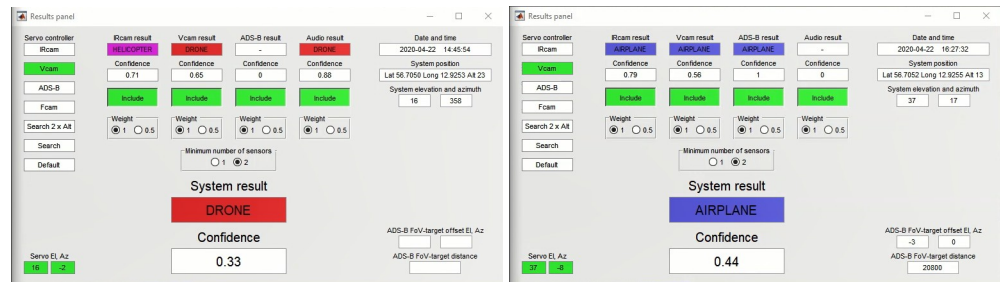 Results panel
Servo controller
IRcam
Vcam
ADS-B
Fcam
Search 2 x Alt
Search
Default
Servo El, Az
16 -2
IRcam result Vcam result ADS-B result Audio result
HELICOPTER DRONE - DRONE
Confidence Confidence Confidence Confidence
0.71 0.65 0 0.88
Include Include Include Include
Weight Weight Weight Weight
1 0.5 1 0.5 1 0.5 1 0.5
Minimum number of sensors
1 2
System result
DRONE
Confidence
0.33
Date and time
2020-04-22 14:45:54
System position
Lat 56.7050 Long 12.9253 Alt 23
System elevation and azimuth
16 358
ADS-B FoV-target offset El, Az
ADS-B FoV-target distance
Results panel
Servo controller
IRcam
Vcam
ADS-B
Fcam
Search 2 x Alt
Search
Default
Servo El, Az
37 -8
IRcam result Vcam result ADS-B result Audio result
AIRPLANE AIRPLANE AIRPLANE -
Confidence Confidence Confidence Confidence
0.79 0.56 1 0
Include Include Include Include
Weight Weight Weight Weight
1 0.5 1 0.5 1 0.5 1 0.5
Minimum number of sensors
1 2
System result
AIRPLANE
Confidence
0.44
Date and time
2020-04-22 16:27:32
System position
Lat 56.7052 Long 12.9255 Alt 13
System elevation and azimuth
37 17
ADS-B FoV-target offset El, Az
-3 0
ADS-B FoV-target distance
20800